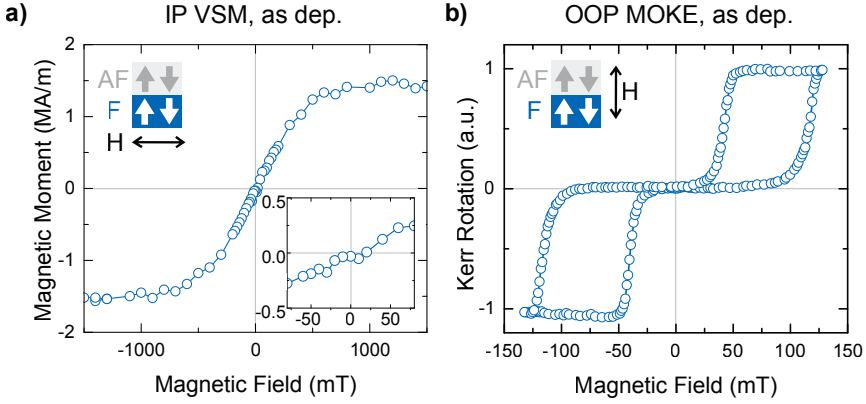 a)
IP VSM, as dep.
2
1
0
-1
-2
Magnetic Moment (MA/m)
AF
F
H
0.5
0.0
-0.5
-50
0
50
-1000
0
1000
Magnetic Field (mT)
b)
OOP MOKE, as dep.
1
0
-1
Kerr Rotation (a.u.)
AF
F
H
-150
-100
-50
0
50
100
150
Magnetic Field (mT)